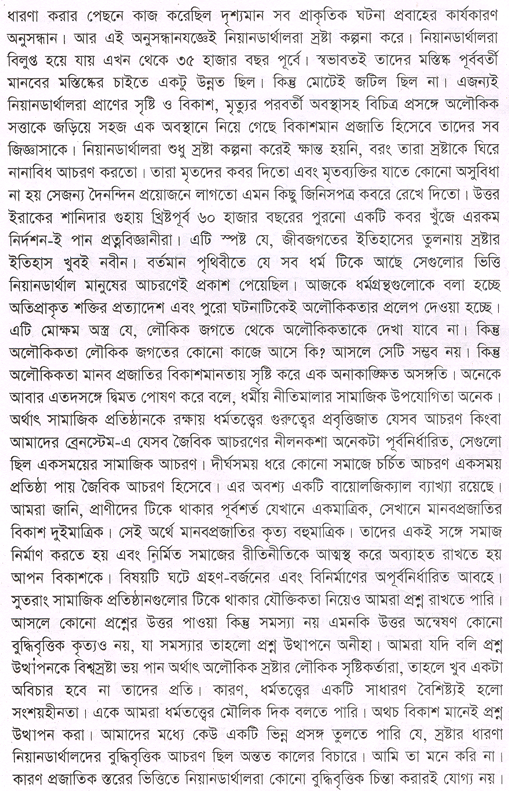 ধারণা করার পেছনে কাজ করেছিল দৃশ্যমান সব প্রাকৃতিক ঘটনা প্রবাহের কার্যকারণ
অনুসন্ধান। আর এই অনুসন্ধানযজ্ঞেই নিয়ানডার্থালরা স্রষ্টা কল্পনা করে। নিয়ানডার্থালরা
বিলুপ্ত হয়ে যায় এখন থেকে ৩৫ হাজার বছর পূর্বে। স্বভাবতই তাদের মস্তিষ্ক পূর্ববর্তী
মানবের মস্তিষ্কের চাইতে একটু উন্নত ছিল। কিন্তু মোটেই জটিল ছিল না। এজন্যই
নিয়ানডার্থালরা প্রাণের সৃষ্টি ও বিকাশ, মৃত্যুর পরবর্তী অবস্থাসহ বিচিত্র প্রসঙ্গে অলৌকিক
সত্তাকে জড়িয়ে সহজ এক অবস্থানে নিয়ে গেছে বিকাশমান প্রজাতি হিসেবে তাদের সব
জিজ্ঞাসাকে। নিয়ানডার্থালরা শুধু স্রষ্টা কল্পনা করেই ক্ষান্ত হয়নি, বরং তারা স্রষ্টাকে ঘিরে
নানাবিধ আচরণ করতো। তারা মৃতদের কবর দিতো এবং মৃতব্যক্তির যাতে কোনো অসুবিধা
না হয় সেজন্য দৈনন্দিন প্রয়োজনে লাগতো এমন কিছু জিনিসপত্র কবরে রেখে দিতো। উত্তর
ইরাকের শানিদার গুহায় খ্রিষ্টপূর্ব ৬০ হাজার বছরের পুরনো একটি কবর খুঁজে এরকম
নির্দশন-ই পান প্রত্নবিজ্ঞানীরা। এটি স্পষ্ট যে, জীবজগতের ইতিহাসের তুলনায় স্রষ্টার
ইতিহাস খুবই নবীন। বর্তমান পৃথিবীতে যে সব ধর্ম টিকে আছে সেগুলোর ভিত্তি
নিয়ানডার্থাল মানুষের আচরণেই প্রকাশ পেয়েছিল। আজকে ধর্মগ্রন্থগুলোকে বলা হচ্ছে
অতিপ্রাকৃত শক্তির প্রত্যাদেশ এবং পুরো ঘটনাটিকেই অলৌকিকতার প্রলেপ দেওয়া হচ্ছে।
এটি মোক্ষম অস্ত্র যে, লৌকিক জগতে থেকে অলৌকিকতাকে দেখা যাবে না। কিন্তু
অলৌকিকতা লৌকিক জগতের কোনো কাজে আসে কি? আসলে সেটি সম্ভব নয়। কিন্তু
অলৌকিকতা মানব প্রজাতির বিকাশমানতায় সৃষ্টি করে এক অনাকাঙ্ক্ষিত অসঙ্গতি। অনেকে
আবার এতদসঙ্গে দ্বিমত পোষণ করে বলে, ধর্মীয় নীতিমালার সামাজিক উপযোগিতা অনেক।
অর্থাৎ সামাজিক প্রতিষ্ঠানকে রক্ষায় ধর্মতত্ত্বের গুরুত্বের প্রবৃত্তিজাত যেসব আচরণ কিংবা
আমাদের ব্রেনস্টেম-এ যেসব জৈবিক আচরণের নীলনকশা অনেকটা পূর্বনির্ধারিত, সেগুলো
ছিল একসময়ের সামাজিক আচরণ। দীর্ঘসময় ধরে কোনো সমাজে চর্চিত আচরণ একসময়
প্রতিষ্ঠা পায় জৈবিক আচরণ হিসেবে। এর অবশ্য একটি বায়োলজিক্যাল ব্যাখ্যা রয়েছে।
আমরা জানি, প্রাণীদের টিকে থাকার পূর্বশর্ত যেখানে একমাত্রিক, সেখানে মানবপ্রজাতির
বিকাশ দুইমাত্রিক। সেই অর্থে মানবপ্রজাতির কৃত্য বহুমাত্রিক। তাদের একই সঙ্গে সমাজ
নির্মাণ করতে হয় এবং নির্মিত সমাজের রীতিনীতিকে আত্মস্থ করে অব্যাহত রাখতে হয়
আপন বিকাশকে। বিষয়টি ঘটে গ্রহণ-বর্জনের এবং বিনির্মাণের অপূর্বনির্ধারিত আবহে।
সুতরাং সামাজিক প্রতিষ্ঠানগুলোর টিকে থাকার যৌক্তিকতা নিয়েও আমরা প্রশ্ন রাখতে পারি।
আসলে কোনো প্রশ্নের উত্তর পাওয়া কিন্তু সমস্যা নয় এমনকি উত্তর অন্বেষণ কোনো
বুদ্ধিবৃত্তিক কৃত্যও নয়, যা সমস্যার তাহলো প্রশ্ন উত্থাপনে অনীহা। আমরা যদি বলি প্রশ্ন
উত্থাপনকে বিশ্বস্রষ্টা ভয় পান অর্থাৎ অলৌকিক স্রষ্টার লৌকিক সৃষ্টিকর্তারা, তাহলে খুব একটা
অবিচার হবে না তাদের প্রতি। কারণ, ধর্মতত্ত্বের একটি সাধারণ বৈশিষ্ট্যই হলো
সংশয়হীনতা। একে আমরা ধর্মতত্ত্বের মৌলিক দিক বলতে পারি। অথচ বিকাশ মানেই প্রশ্ন
উত্থাপন করা। আমাদের মধ্যে কেউ একটি ভিন্ন প্রসঙ্গ তুলতে পারি যে, স্রষ্টার ধারণা
নিয়ানডার্থালদের বুদ্ধিবৃত্তিক আচরণ ছিল অন্তত কালের বিচারে। আমি তা মনে করি না।
কারণ প্রজাতিক স্তরের ভিত্তিতে নিয়ানডার্থালরা কোনো বুদ্ধিবৃত্তিক চিন্তা করারই যোগ্য নয়।